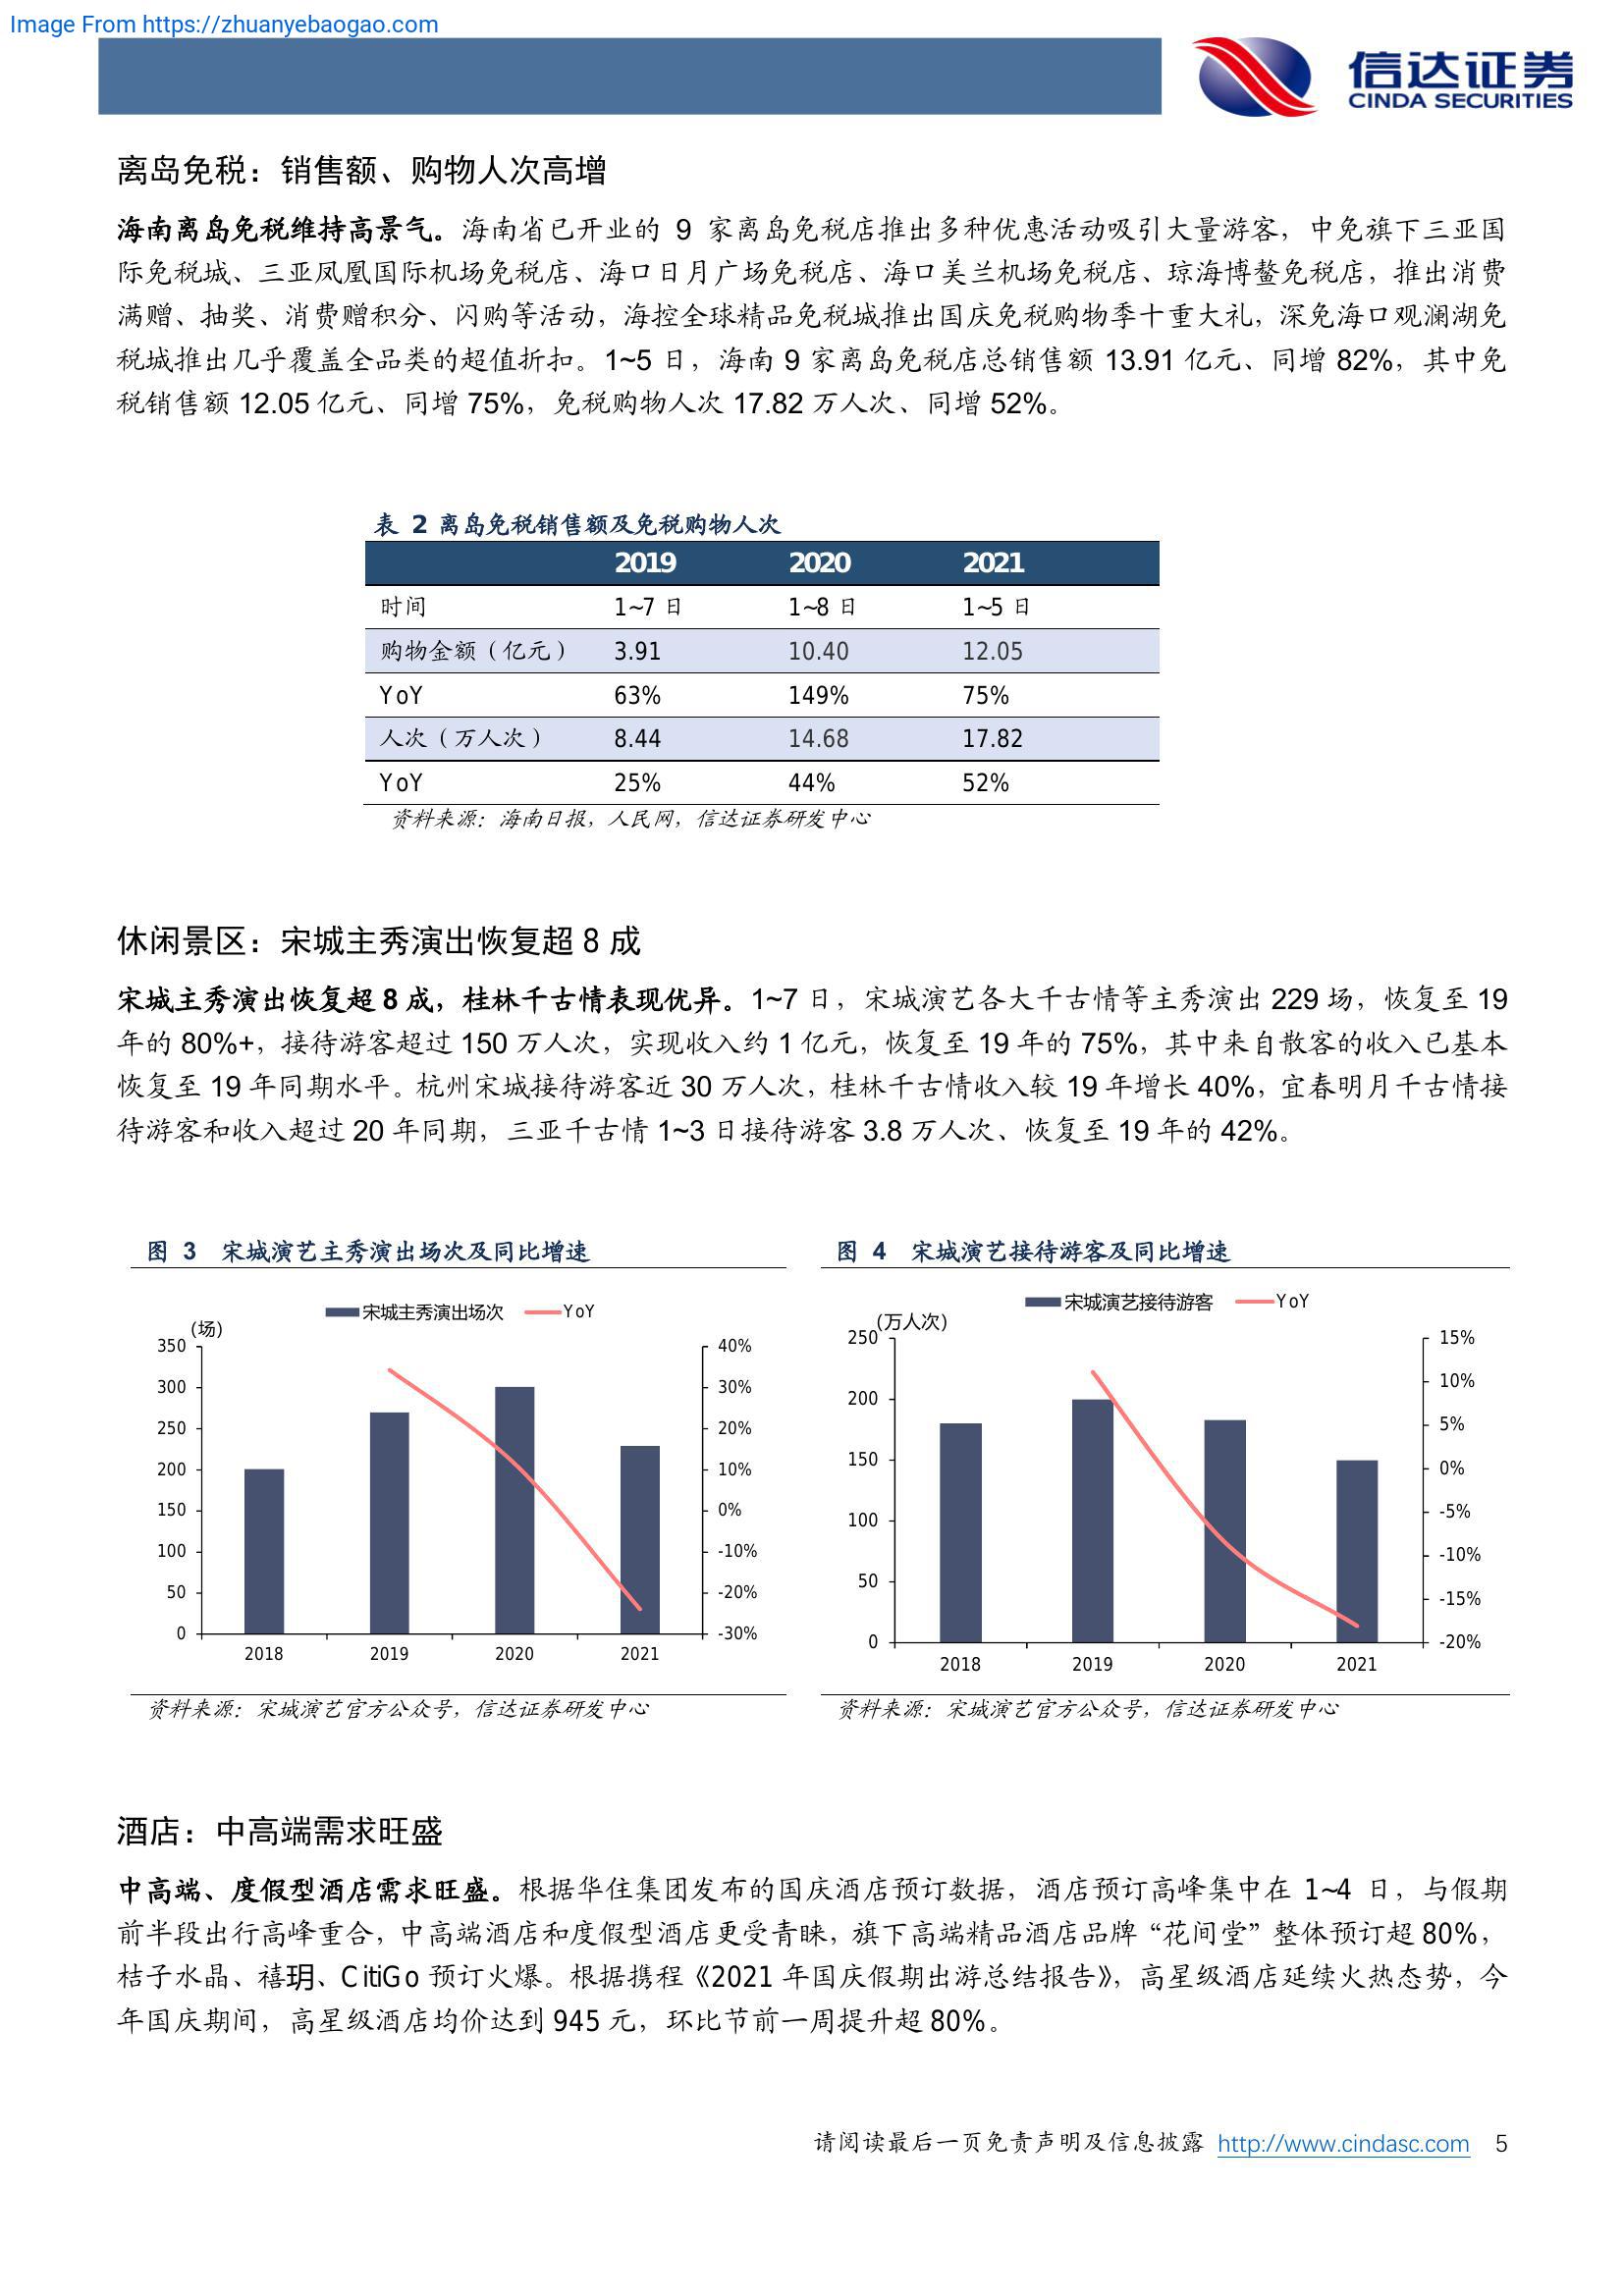 Image From https://zhuanyebaogao.com
信达证券
CINDA SECURITIES
离岛免税：销售额、购物人次高增
海南离岛免税维持高景气。海南省已开业的 9 家离岛免税店推出多种优惠活动吸引大量游客，中免旗下三亚国
际免税城、三亚凤凰国际机场免税店、海口日月广场免税店、海口美兰机场免税店、琼海博鳌免税店，推出消费
满赠、抽奖、消费赠积分、闪购等活动，海控全球精品免税城推出国庆免税购物季十重大礼，深免海口观澜湖免
税城推出几乎覆盖全品类的超值折扣。1~5 日，海南 9 家离岛免税店总销售额 13.91 亿元、同增 82%，其中免
税销售额 12.05 亿元、同增 75%，免税购物人次 17.82 万人次、同增 52%。
表 2 离岛免税销售额及免税购物人次
2019 2020 2021
时间 1~7 日 1~8 日 1~5 日
购物金额（亿元） 3.91 10.40 12.05
YoY 63% 149% 75%
人次（万人次） 8.44 14.68 17.82
YoY 25% 44% 52%
资料来源：海南日报，人民网，信达证券研发中心
休闲景区：宋城主秀演出恢复超 8 成
宋城主秀演出恢复超 8 成，桂林千古情表现优异。1~7 日，宋城演艺各大千古情等主秀演出 229 场，恢复至 19
年的 80%+，接待游客超过 150 万人次，实现收入约 1 亿元，恢复至 19 年的 75%，其中来自散客的收入已基本
恢复至 19 年同期水平。杭州宋城接待游客近 30 万人次，桂林千古情收入较 19 年增长 40%，宜春明月千古情接
待游客和收入超过 20 年同期，三亚千古情 1~3 日接待游客 3.8 万人次、恢复至 19 年的 42%。
图 3 宋城演艺主秀演出场次及同比增速
宋城主秀演出场次 YoY
(场)
350
300
250
200
150
100
50
0
40%
30%
20%
10%
0%
-10%
-20%
-30%
2018 2019 2020 2021
资料来源：宋城演艺官方公众号，信达证券研发中心
图 4 宋城演艺接待游客及同比增速
宋城演艺接待游客 YoY
(万人次)
250
200
150
100
50
0
15%
10%
5%
0%
-5%
-10%
-15%
-20%
2018 2019 2020 2021
资料来源：宋城演艺官方公众号，信达证券研发中心
酒店：中高端需求旺盛
中高端、度假型酒店需求旺盛。根据华住集团发布的国庆酒店预订数据，酒店预订高峰集中在 1~4 日，与假期
前半段出行高峰重合，中高端酒店和度假型酒店更受青睐，旗下高端精品酒店品牌“花间堂”整体预订超 80%，
桔子水晶、禧玥、CitiGo 预订火爆。根据携程《2021 年国庆假期出游总结报告》，高星级酒店延续火热态势，今
年国庆期间，高星级酒店均价达到 945 元，环比节前一周提升超 80%。
请阅读最后一页免责声明及信息披露 http://www.cindasc.com 5